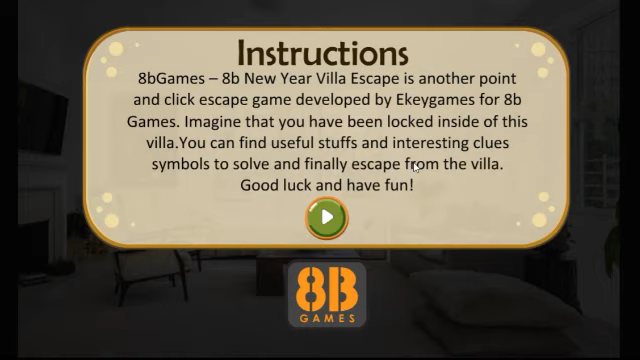 Instructions
8bGames – 8b New Year Villa Escape is another point
and click escape game developed by Ekeygames for 8b
Games. Imagine that you have been locked inside of this
villa.You can find useful stuffs and interesting clues
symbols to solve and finally escape from the villa.
Good luck and have fun!
8B
GAMES